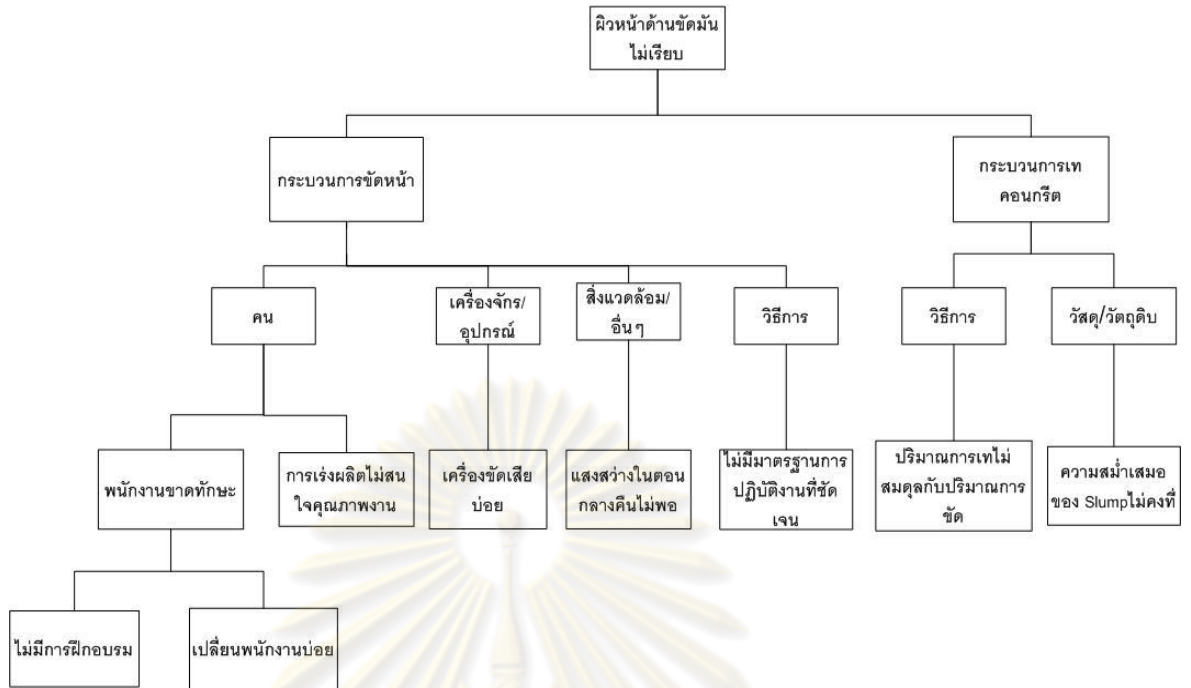 ผิวหน้าด้านขัดมัน
ไม่เรียบ
กระบวนการขัดหน้า
กระบวนการเท
คอนกรีต
คน
เครื่องจักร/
อุปกรณ์
สิ่งแวดล้อม/
อื่นๆ
วิธีการ
วิธีการ
วัสดุ/วัตถุดิบ
พนักงานขาดทักษะ
การเร่งผลิตไม่สน
ใจคุณภาพงาน
เครื่องขัดเสีย
บ่อย
แสงสว่างในตอน
กลางคืนไม่พอ
ไม่มีมาตรฐานการ
ปฏิบัติงานที่ชัด
เจน
ปริมาณการเทไม่
สมดุลกับปริมาณการ
ขัด
ความสม่ำเสมอ
ของ Slumpไม่คงที่
ไม่มีการฝึกอบรม
เปลี่ยนพนักงานบ่อย